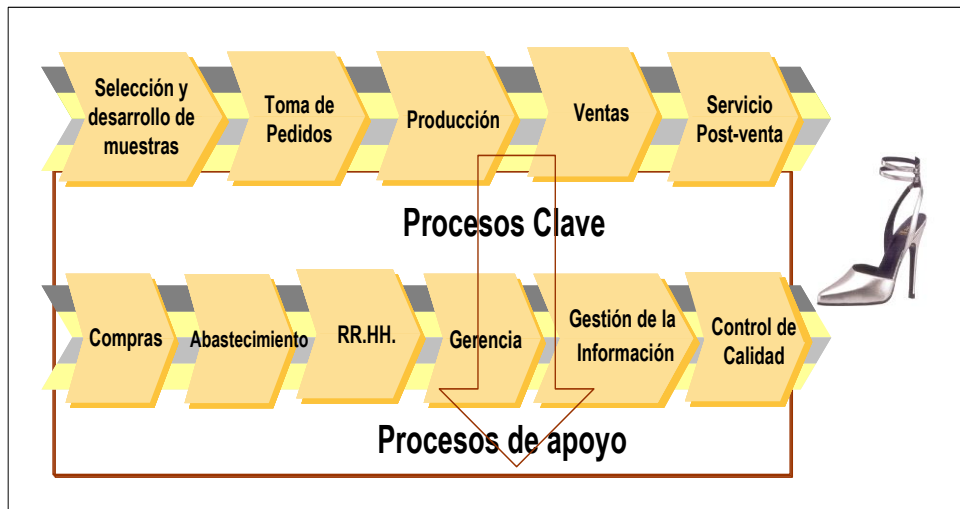 Selección y
desarrollo de
muestras
Toma de
Pedidos
Producción
Ventas
Servicio
Post-venta
Procesos Clave
Compras
Abastecimiento
RR.HH.
Gerencia
Gestión de la
Información
Control de
Calidad
Procesos de apoyo